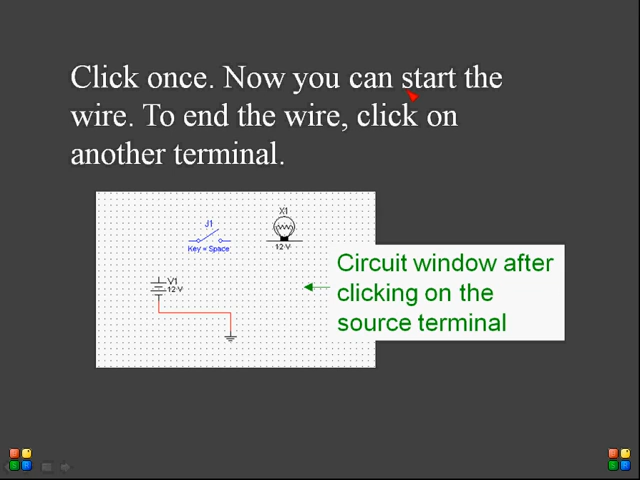 Click once. Now you can start the
wire. To end the wire, click on
another terminal.
X1
J1
Key = Space
12 V
Circuit window after
clicking on the
source terminal
V1
12 V